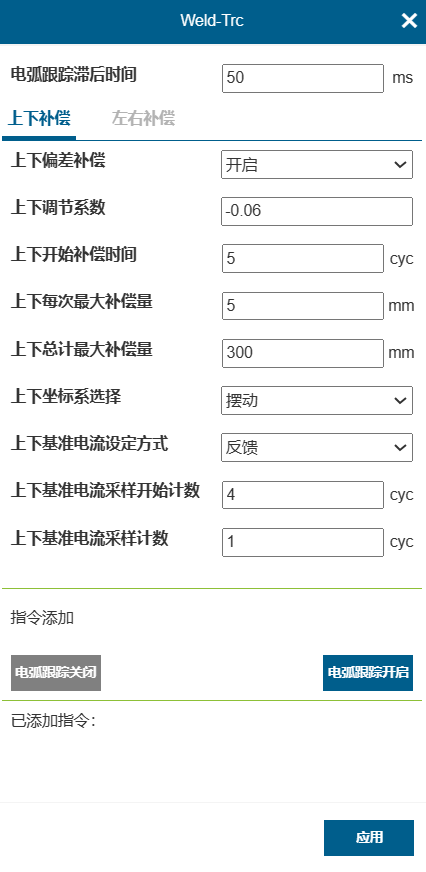 Weld-Trc
电弧跟踪滞后时间 50 ms
上下补偿 左右补偿
上下偏差补偿 开启
上下调节系数 -0.06
上下开始补偿时间 5 cyc
上下每次最大补偿量 5 mm
上下总计最大补偿量 300 mm
上下坐标系选择 摆动
上下基准电流设定方式 反馈
上下基准电流采样开始计数 4 cyc
上下基准电流采样计数 1 cyc
指令添加
电弧跟踪关闭 电弧跟踪开启
已添加指令：
应用